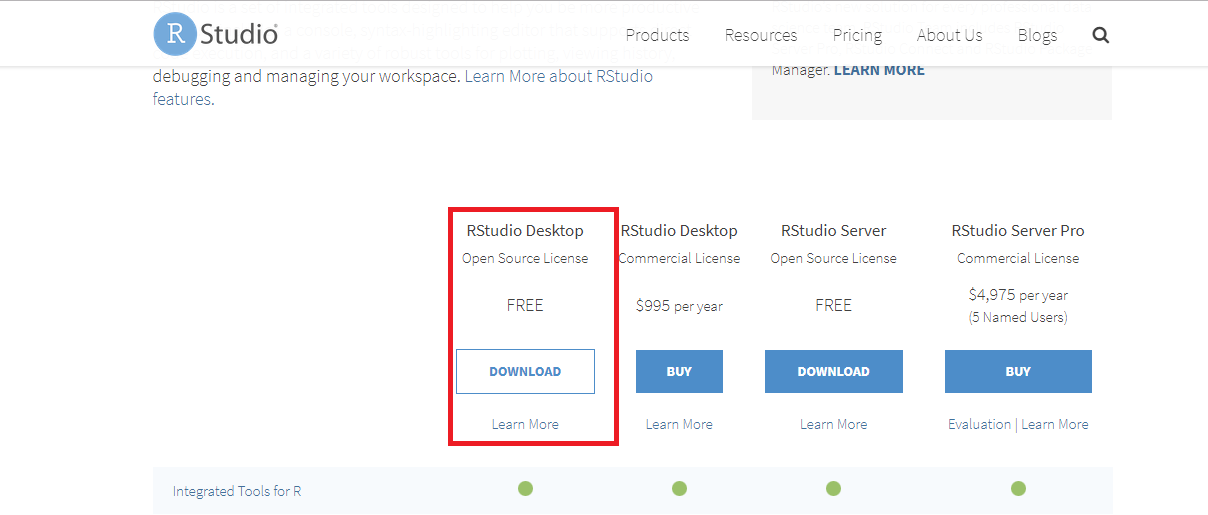 R Studio®
Products
Resources
Pricing
About Us
Blogs
debugging and managing your workspace. Learn More about RStudio
features.
Manager. LEARN MORE
RStudio Desktop
Open Source License
FREE
DOWNLOAD
Learn More
RStudio Desktop
Commercial License
$995 per year
BUY
Learn More
RStudio Server
Open Source License
FREE
DOWNLOAD
Learn More
RStudio Server Pro
Commercial License
$4,975 per year
(5 Named Users)
BUY
Evaluation | Learn More
Integrated Tools for R